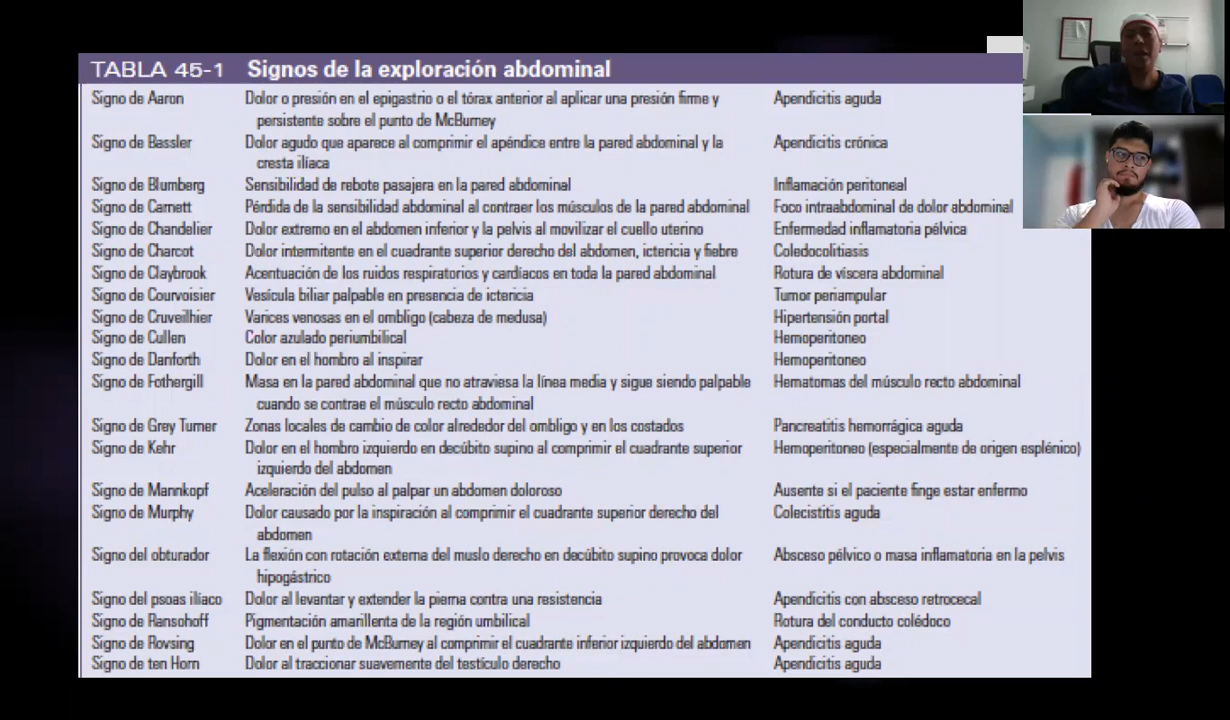 TABLA 45-1 Signos de la exploración abdominal
Signo de Aaron Dolor o presión en el epigastrio o el tórax anterior al aplicar una presión firme y Apendicitis aguda
persistente sobre el punto de McBurney
Signo de Bassler Dolor agudo que aparece al comprimir el apéndice entre la pared abdominal y la Apendicitis crónica
cresta ilíaca
Signo de Blumberg Sensibilidad de rebote pasajera en la pared abdominal Inflamación peritoneal
Signo de Carnett Pérdida de la sensibilidad abdominal al contraer los músculos de la pared abdominal Foco intraabdominal de dolor abdominal
Signo de Chandelier Dolor extremo en el abdomen inferior y la pelvis al movilizar el cuello uterino Enfermedad inflamatoria pélvica
Signo de Charcot Dolor intermitente en el cuadrante superior derecho del abdomen, ictericia y fiebre Coledocolitiasis
Signo de Claybrook Acentuación de los ruidos respiratorios y cardíacos en toda la pared abdominal Rotura de víscera abdominal
Signo de Courvoisier Vesícula biliar palpable en presencia de ictericia Tumor periampular
Signo de Cruveilhier Varices venosas en el ombligo (cabeza de medusa) Hipertensión portal
Signo de Cullen Color azulado periumbilical Hemoperitoneo
Signo de Danforth Dolor en el hombro al inspirar Hemoperitoneo
Signo de Fothergill Masa en la pared abdominal que no atraviesa la línea media y sigue siendo palpable Hematomas del músculo recto abdominal
cuando se contrae el músculo recto abdominal
Signo de Grey Turner Zonas locales de cambio de color alrededor del ombligo y en los costados Pancreatitis hemorrágica aguda
Signo de Kehr Dolor en el hombro izquierdo en decúbito supino al comprimir el cuadrante superior Hemoperitoneo (especialmente de origen esplénico)
izquierdo del abdomen
Signo de Mannkopf Aceleración del pulso al palpar un abdomen doloroso Ausente si el paciente finge estar enfermo
Signo de Murphy Dolor causado por la inspiración al comprimir el cuadrante superior derecho del Colecistitis aguda
abdomen
Signo del obturador La flexión con rotación externa del muslo derecho en decúbito supino provoca dolor Absceso pélvico o masa inflamatoria en la pelvis
hipogástrico
Signo del psoas ilíaco Dolor al levantar y extender la pierna contra una resistencia Apendicitis con absceso retrocecal
Signo de Ransohoff Pigmentación amarillenta de la región umbilical Rotura del conducto colédoco
Signo de Rovsing Dolor en el punto de McBurney al comprimir el cuadrante inferior izquierdo del abdomen Apendicitis aguda
Signo de ten Horn Dolor al traccionar suavemente del testículo derecho Apendicitis aguda